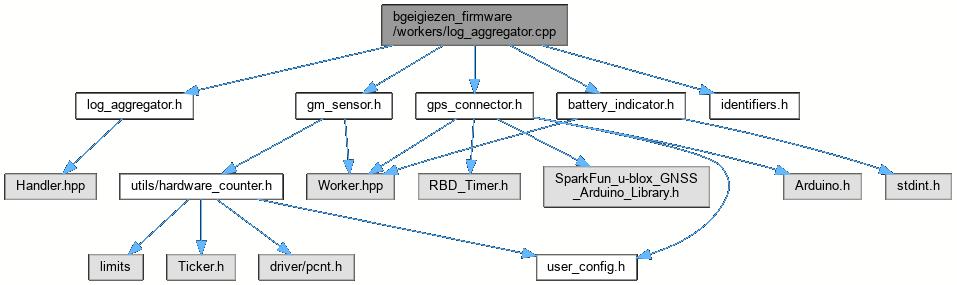 bgeigiezen_firmware
/workers/log_aggregator.cpp
log_aggregator.h
gm_sensor.h
gps_connector.h
battery_indicator.h
identifiers.h
Handler.hpp
utils/hardware_counter.h
Worker.hpp
RBD_Timer.h
SparkFun_u-blox_GNSS
_Arduino_Library.h
Arduino.h
stdint.h
limits
Ticker.h
driver/pcnt.h
user_config.h